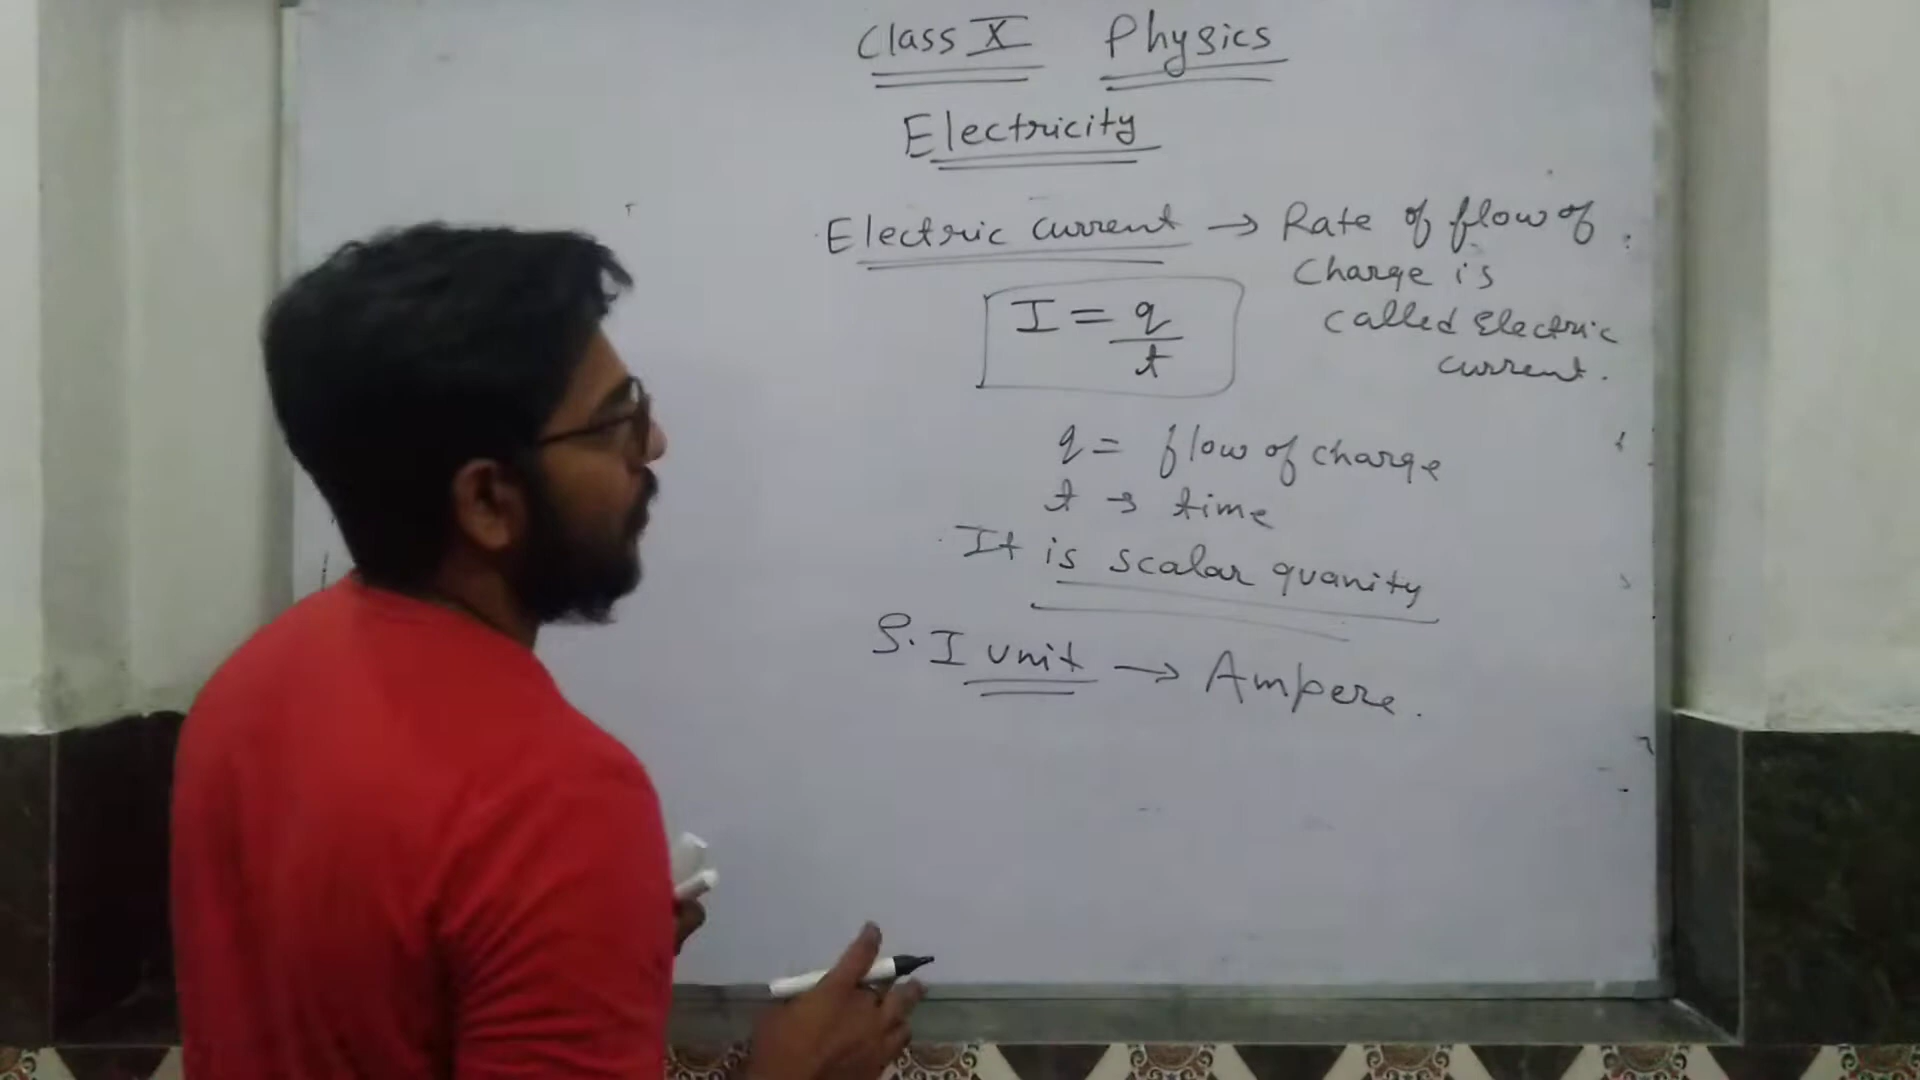 Class X Physics
Electricity
Electric current → Rate of flow of
charge is
called Electric
current.
I = q/t
q = flow of charge
t → time
It is scalar quanity
S.I unit → Ampere.